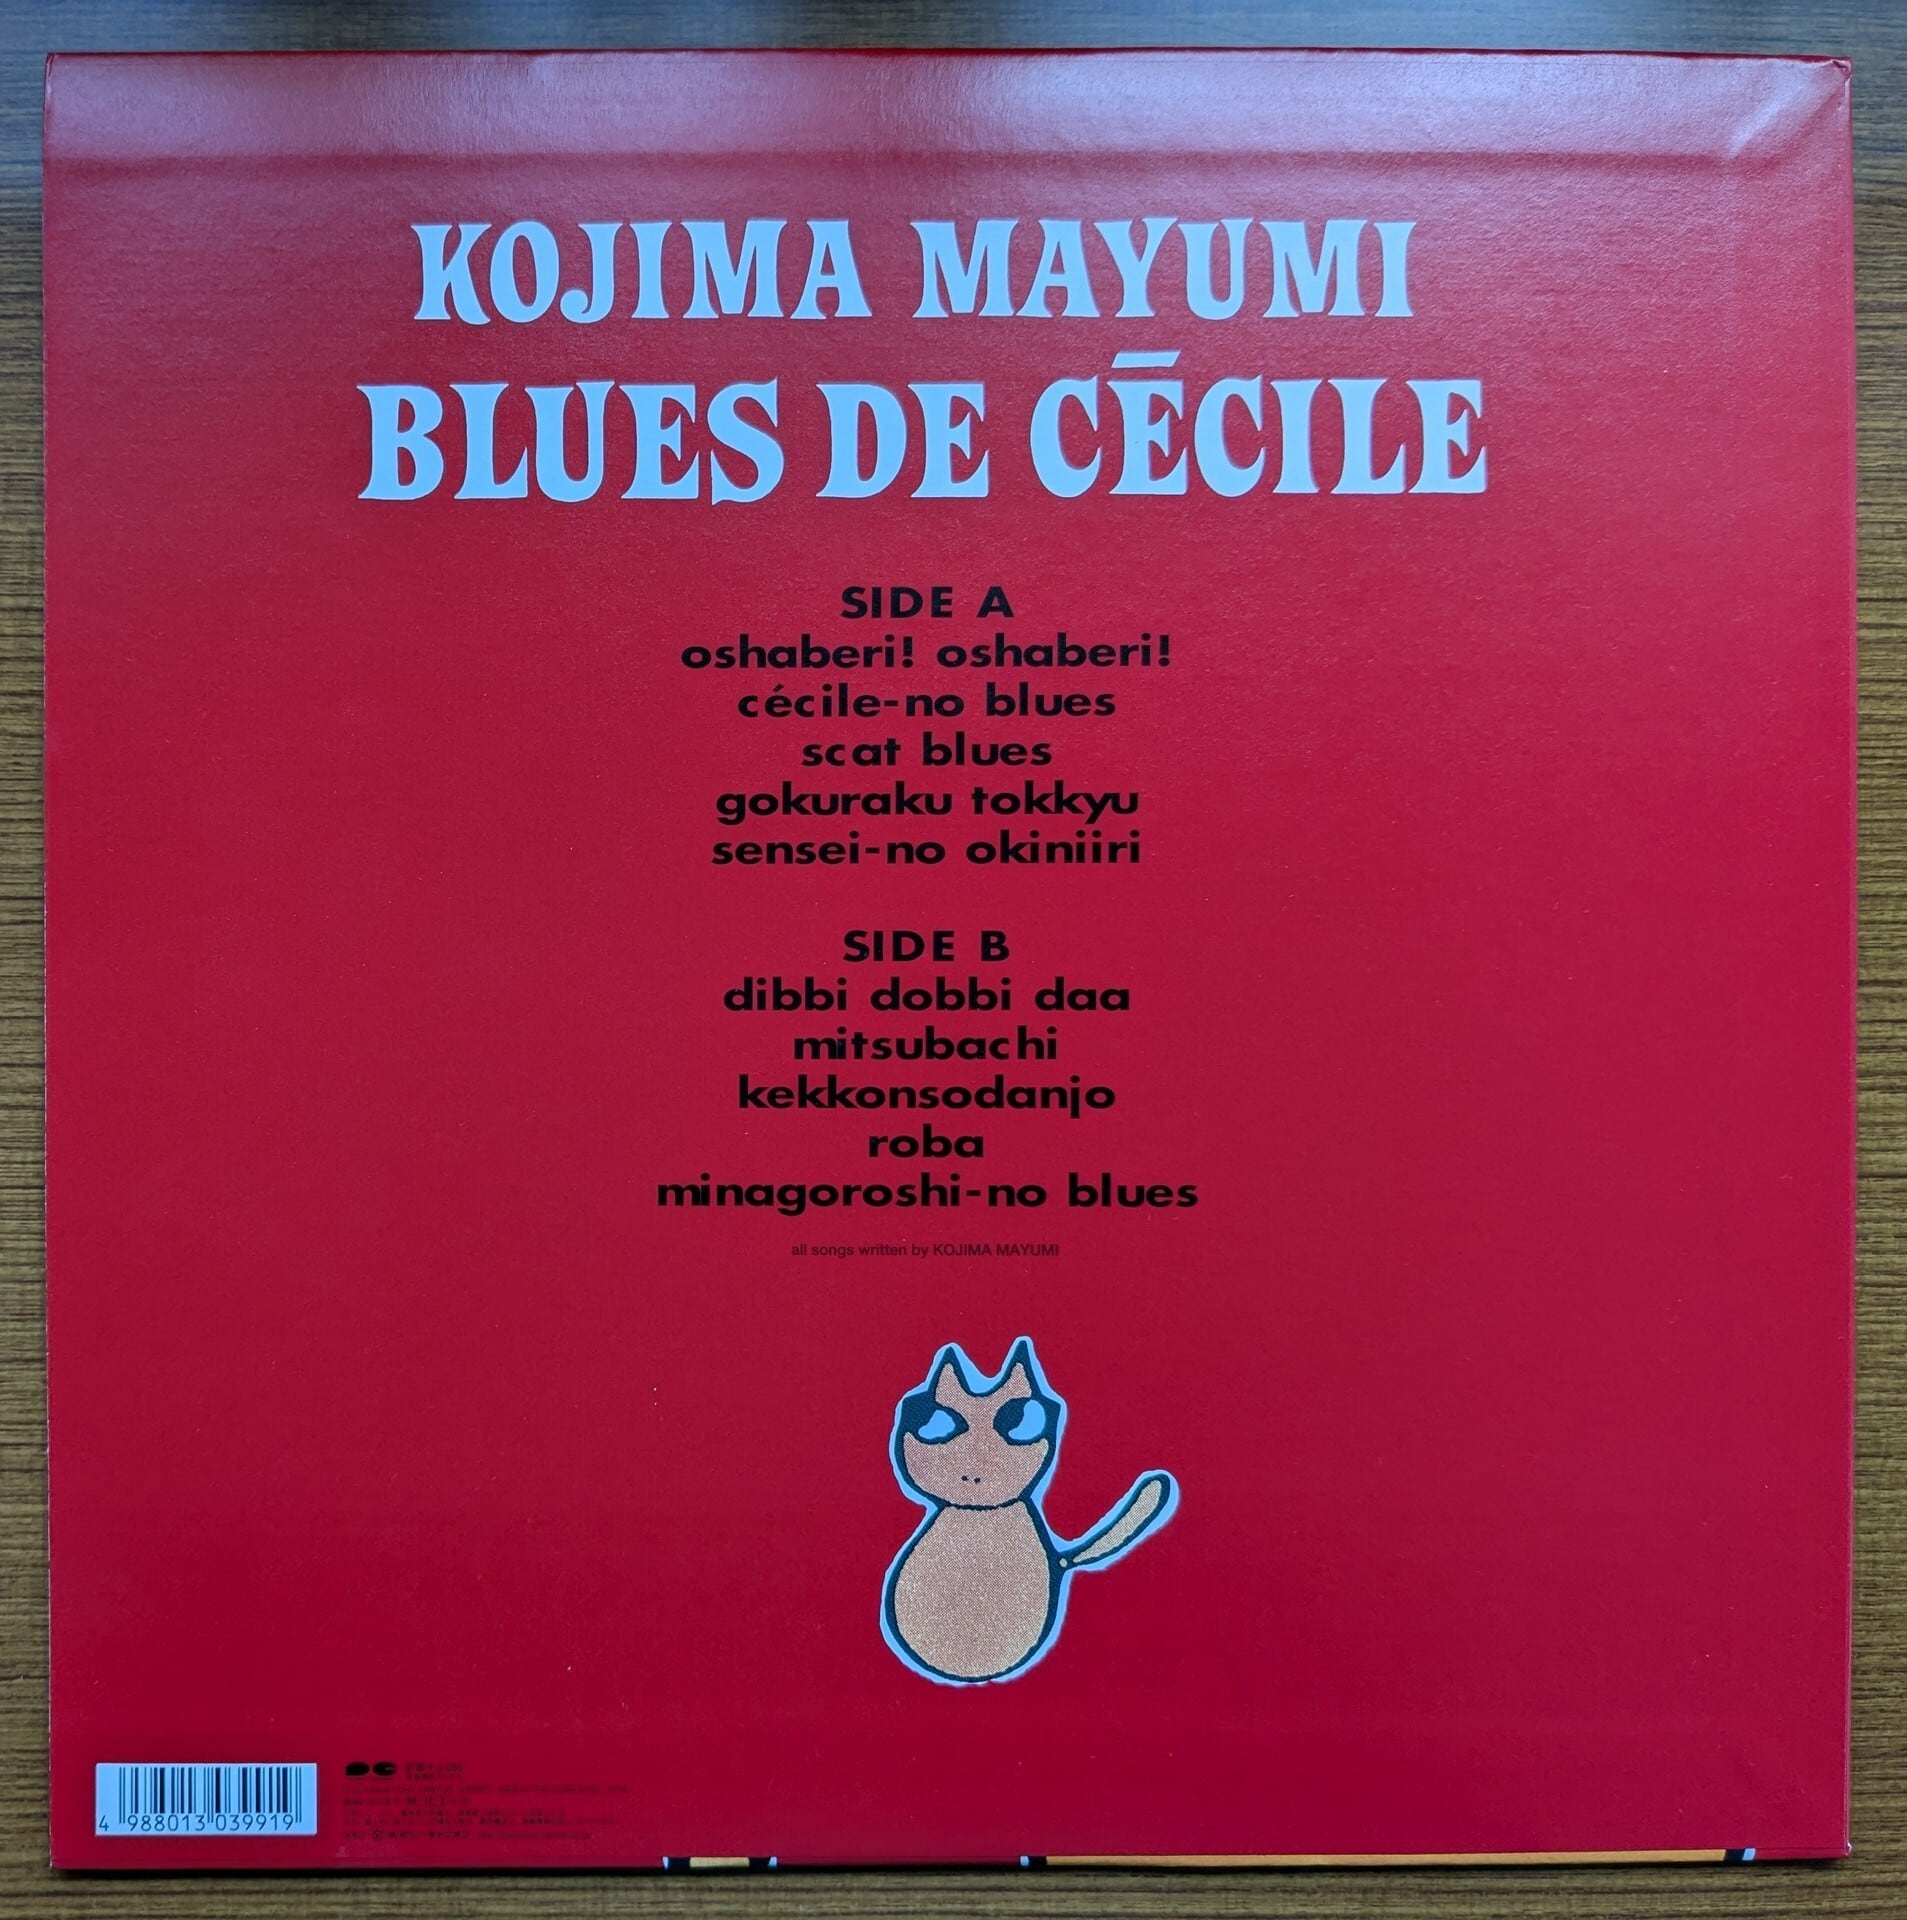 KOJIMA MAYUMI
BLUES DE CĒCILE
SIDE A
oshaberi! oshaberi!
cécile-no blues
scat blues
gokuraku tokkyu
sensei-no okiniiri
SIDE B
dibbi dobbi daa
mitsubachi
kekkonsodanjo
roba
minagoroshi-no blues
all songs written by KOJIMA MAYUMI
4 988013 039919